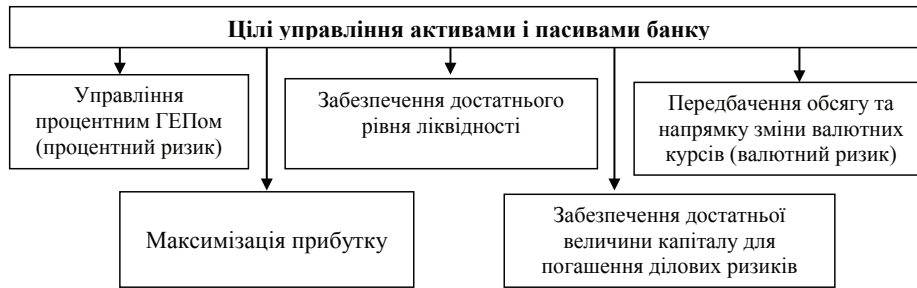 Цілі управління активами і пасивами банку
Управління
процентним ГЕПом
(процентний ризик)
Забезпечення достатнього
рівня ліквідності
Передбачення обсягу та
напрямку зміни валютних
курсів (валютний ризик)
Максимізація прибутку
Забезпечення достатньої
величини капіталу для
погашення ділових ризиків